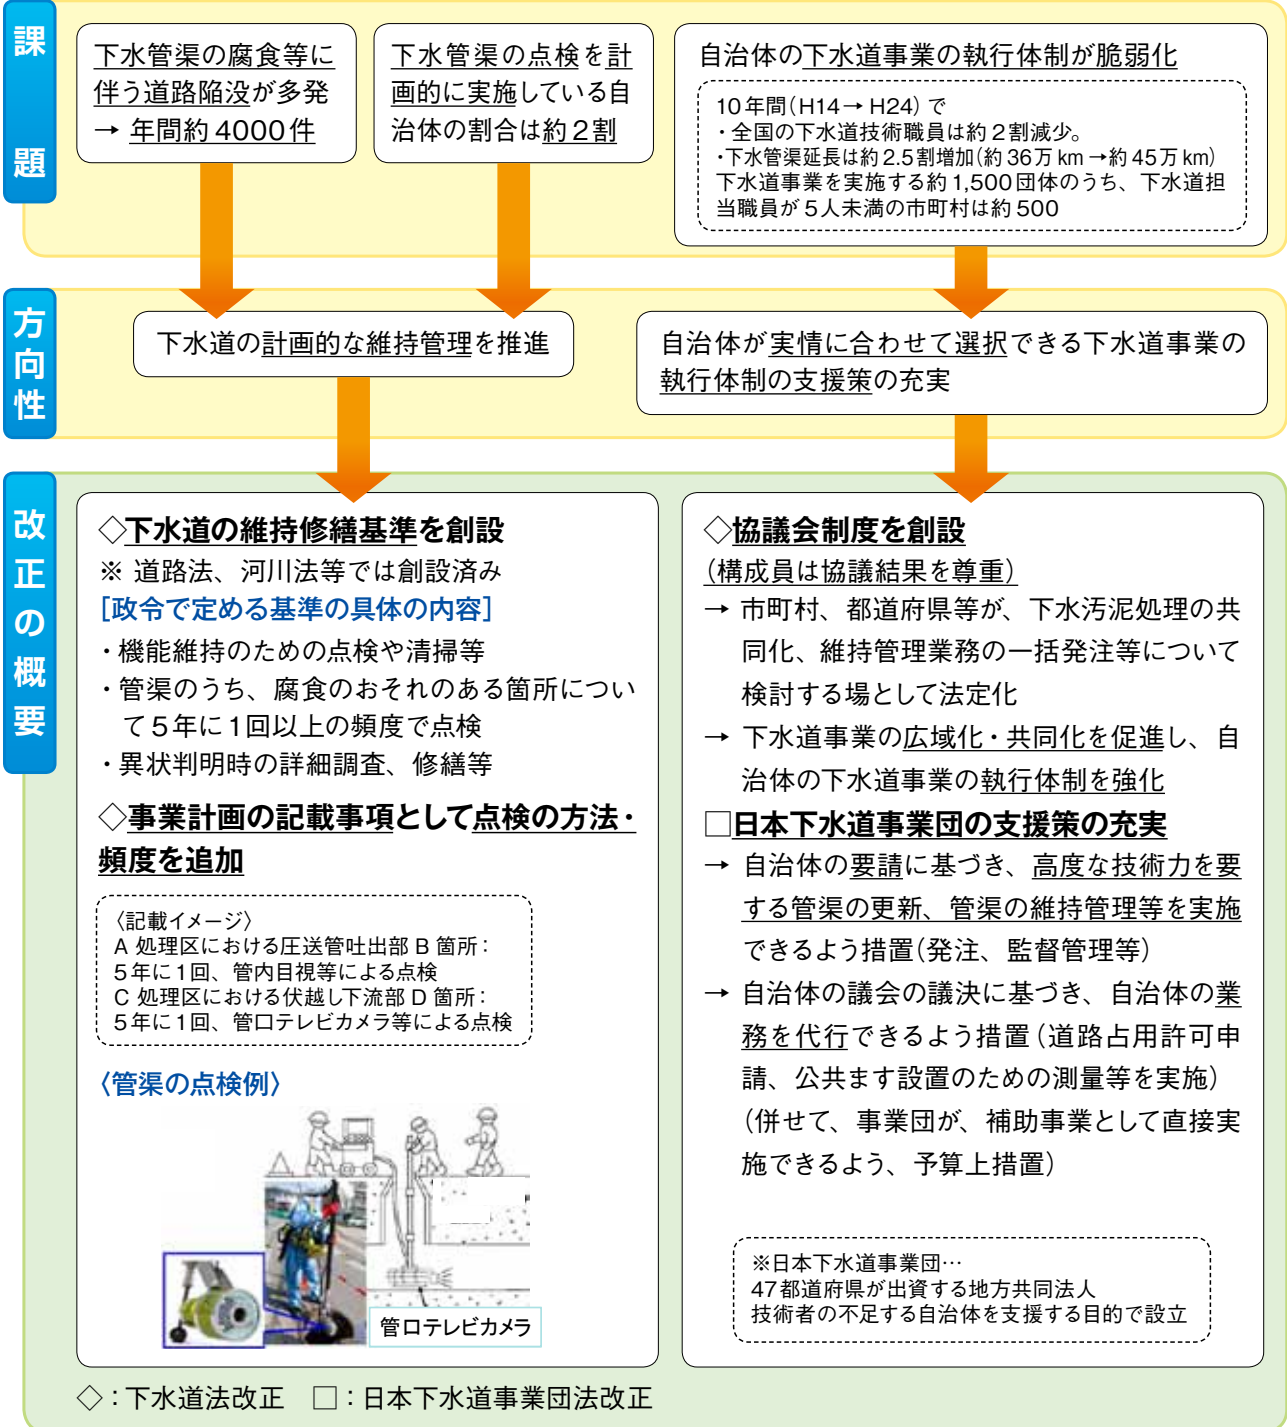 課題
下水管渠の腐食等に
伴う道路陥没が多発
→ 年間約4000件
下水管渠の点検を計
画的に実施している自
治体の割合は約2割
自治体の下水道事業の執行体制が脆弱化
10年間(H14→H24)で
・全国の下水道技術職員は約2割減少。
・下水管渠延長は約2.5割増加(約36万km→約45万km)
下水道事業を実施する約1,500団体のうち、下水道担
当職員が5人未満の市町村は約500
方向性
下水道の計画的な維持管理を推進
自治体が実情に合わせて選択できる下水道事業の
執行体制の支援策の充実
改正の概要
◇下水道の維持修繕基準を創設
※ 道路法、河川法等では創設済み
[政令で定める基準の具体の内容]
・機能維持のための点検や清掃等
・管渠のうち、腐食のおそれのある箇所につい
て5年に1回以上の頻度で点検
・異状判明時の詳細調査、修繕等
◇事業計画の記載事項として点検の方法・
頻度を追加
〈記載イメージ〉
A 処理区における圧送管吐出部 B 箇所:
5年に1回、管内目視等による点検
C 処理区における伏越し下流部 D 箇所:
5年に1回、管口テレビカメラ等による点検
〈管渠の点検例〉
管口テレビカメラ
◇協議会制度を創設
(構成員は協議結果を尊重)
→ 市町村、都道府県等が、下水汚泥処理の共
同化、維持管理業務の一括発注等について
検討する場として法定化
→ 下水道事業の広域化・共同化を促進し、自
治体の下水道事業の執行体制を強化
□日本下水道事業団の支援策の充実
→ 自治体の要請に基づき、高度な技術力を要
する管渠の更新、管渠の維持管理等を実施
できるよう措置(発注、監督管理等)
→ 自治体の議会の議決に基づき、自治体の業
務を代行できるよう措置(道路占用許可申
請、公共ます設置のための測量等を実施)
(併せて、事業団が、補助事業として直接実
施できるよう、予算上措置)
※日本下水道事業団…
47都道府県が出資する地方共同法人
技術者の不足する自治体を支援する目的で設立
◇:下水道法改正 □:日本下水道事業団法改正